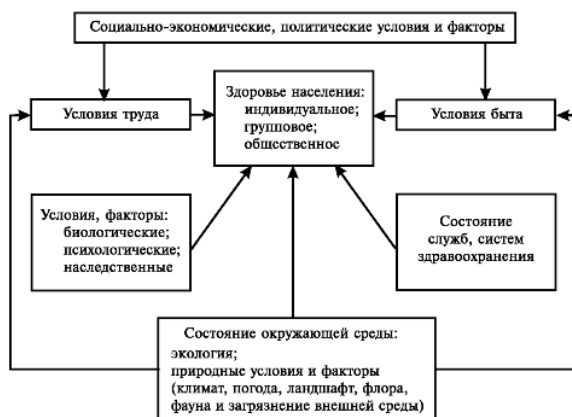 Социально-экономические, политические условия и факторы
Условия труда
Здоровье населения:
индивидуальное;
групповое;
общественное
Условия быта
Условия, факторы:
биологические;
психологические;
наследственные
Состояние
служб, систем
здравоохранения
Состояние окружающей среды:
экология;
природные условия и факторы
(климат, погода, ландшафт, флора,
фауна и загрязнение внешней среды)